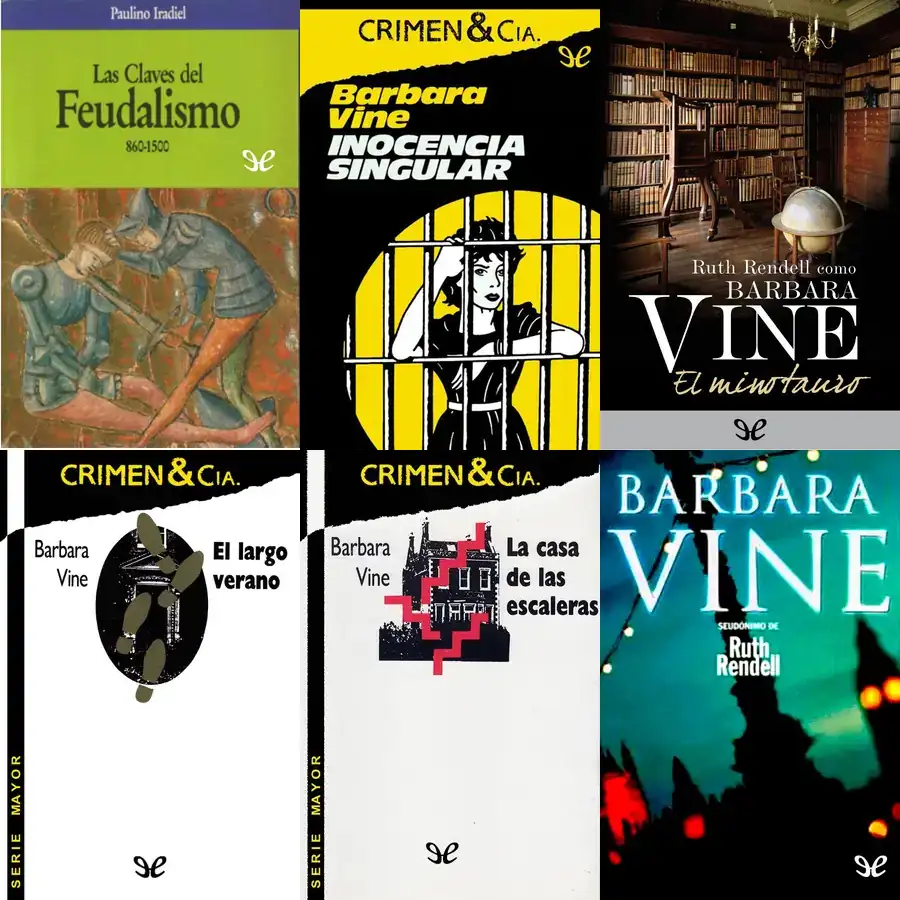 Paulino Iradiel
Las Claves del
Feudalismo
860-1500
CRIMEN & CIA.
Barbara
Vine
INOCENCIA
SINGULAR
Ruth Rendell como
BARBARA
VINE
El minotauro
CRIMEN & CIA.
Barbara
Vine
El largo
verano
SERIE MAYOR
CRIMEN & CIA.
Barbara
Vine
La casa
de las
escaleras
SERIE MAYOR
BARBARA
VINE
SEUDÓNIMO DE
Ruth
Rendell